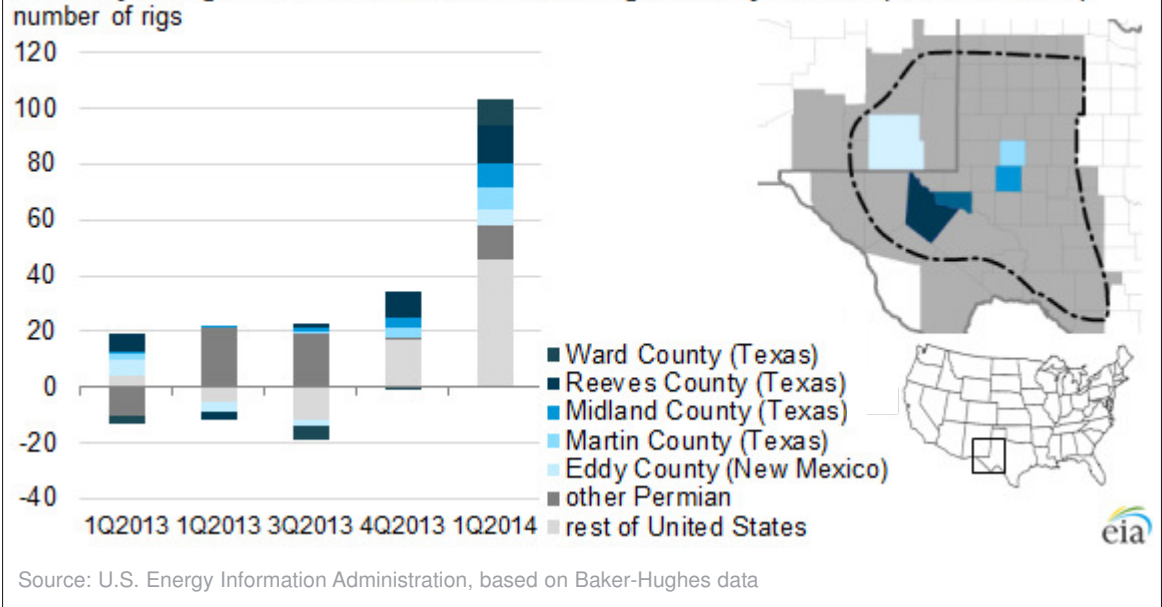 number of rigs
120
100
80
60
40
20
0
-20
-40
1Q2013 1Q2013 3Q2013 4Q2013 1Q2014
Ward County (Texas)
Reeves County (Texas)
Midland County (Texas)
Martin County (Texas)
Eddy County (New Mexico)
other Permian
rest of United States
eia
Source: U.S. Energy Information Administration, based on Baker-Hughes data